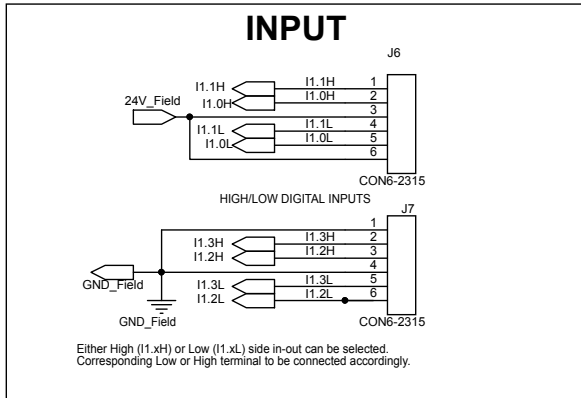 INPUT
J6
I1.1H I1.1H 1
I1.0H I1.0H 2
24V_Field 3
I1.1L I1.1L 4
I1.0L I1.0L 5
6
CON6-2315
HIGH/LOW DIGITAL INPUTS
J7
1
I1.3H I1.3H 2
I1.2H I1.2H 3
4
GND_Field
I1.3L I1.3L 5
I1.2L I1.2L 6
GND_Field
CON6-2315
Either High (I1.xH) or Low (I1.xL) side in-out can be selected.
Corresponding Low or High terminal to be connected accordingly.